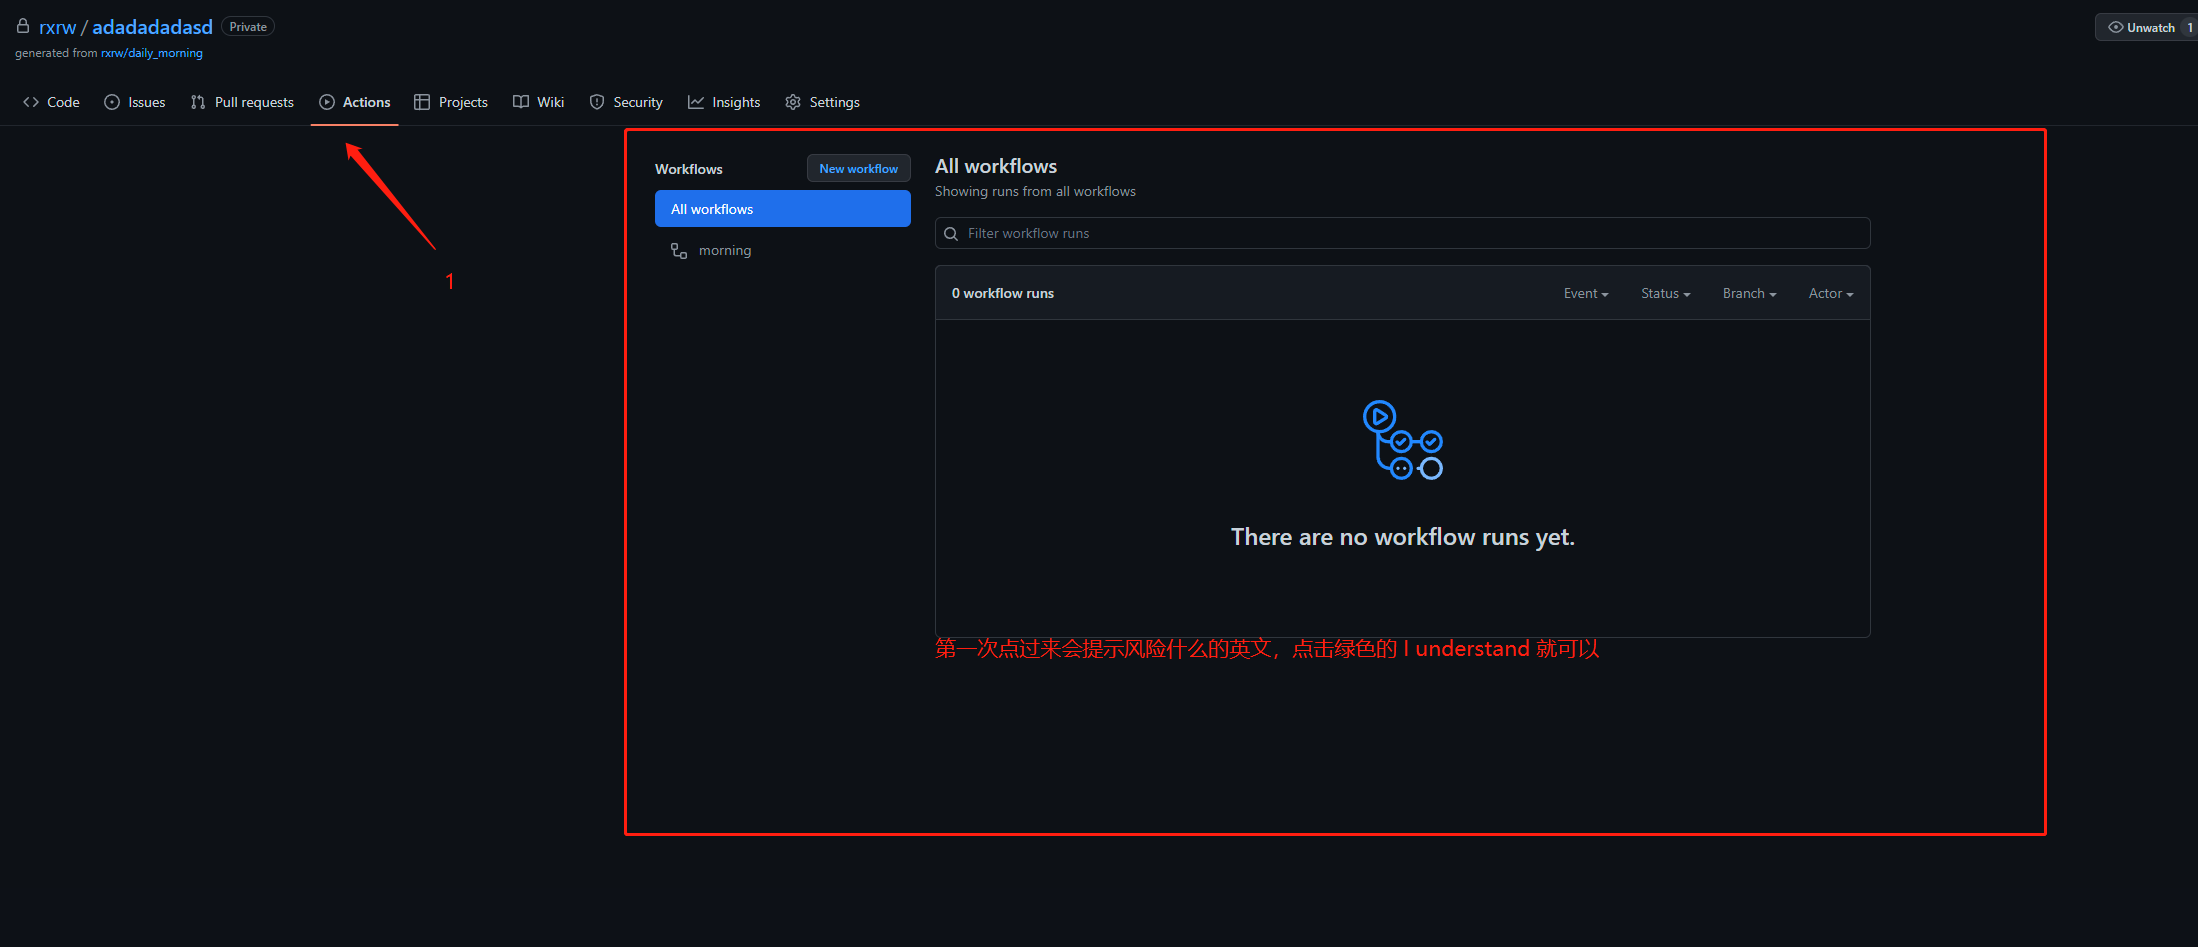 rxrw / adadadadasd Private
Unwatch 1
generated from rxrw/daily_morning
Code Issues Pull requests Actions Projects Wiki Security Insights Settings
1
Workflows New workflow
All workflows
morning
All workflows
Showing runs from all workflows
Filter workflow runs
0 workflow runs Event Status Branch Actor
There are no workflow runs yet.
第一次点过来会提示风险什么的英文，点击绿色的 I understand 就可以